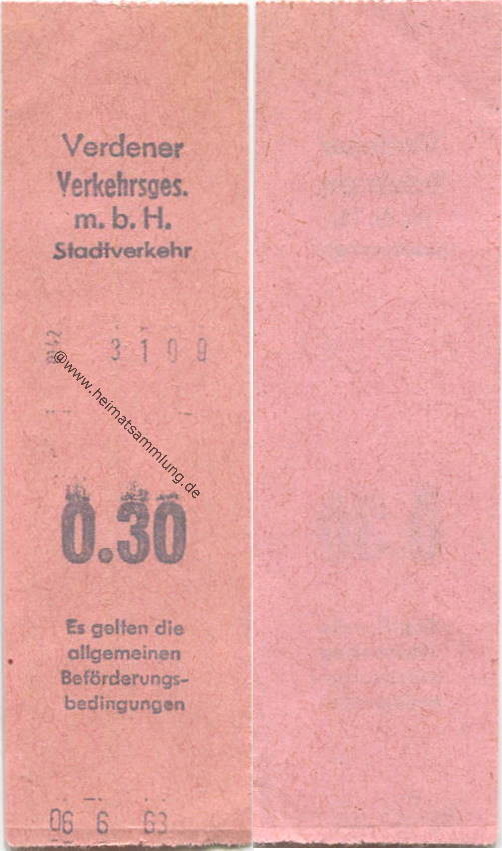 Verdener
Verkehrsges.
m. b. H.
Stadtverkehr
3109
@www.heimatsammlung.de
0.30
Es gelten die
allgemeinen
Beförderungs-
bedingungen
06 6 63